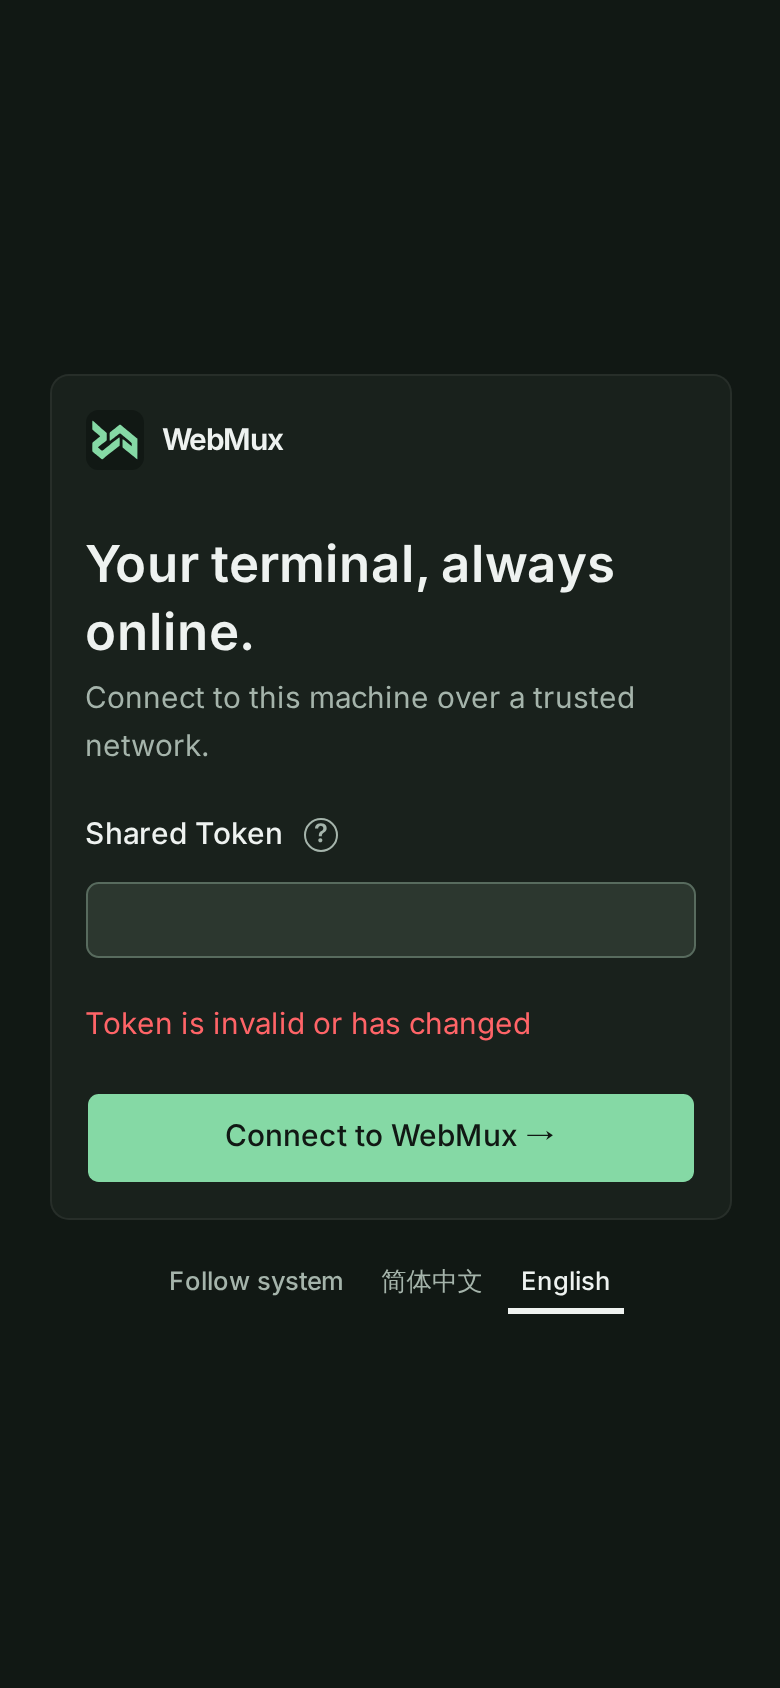 WebMux
Your terminal, always
online.
Connect to this machine over a trusted
network.
Shared Token ?
Token is invalid or has changed
Connect to WebMux →
Follow system 简体中文 English